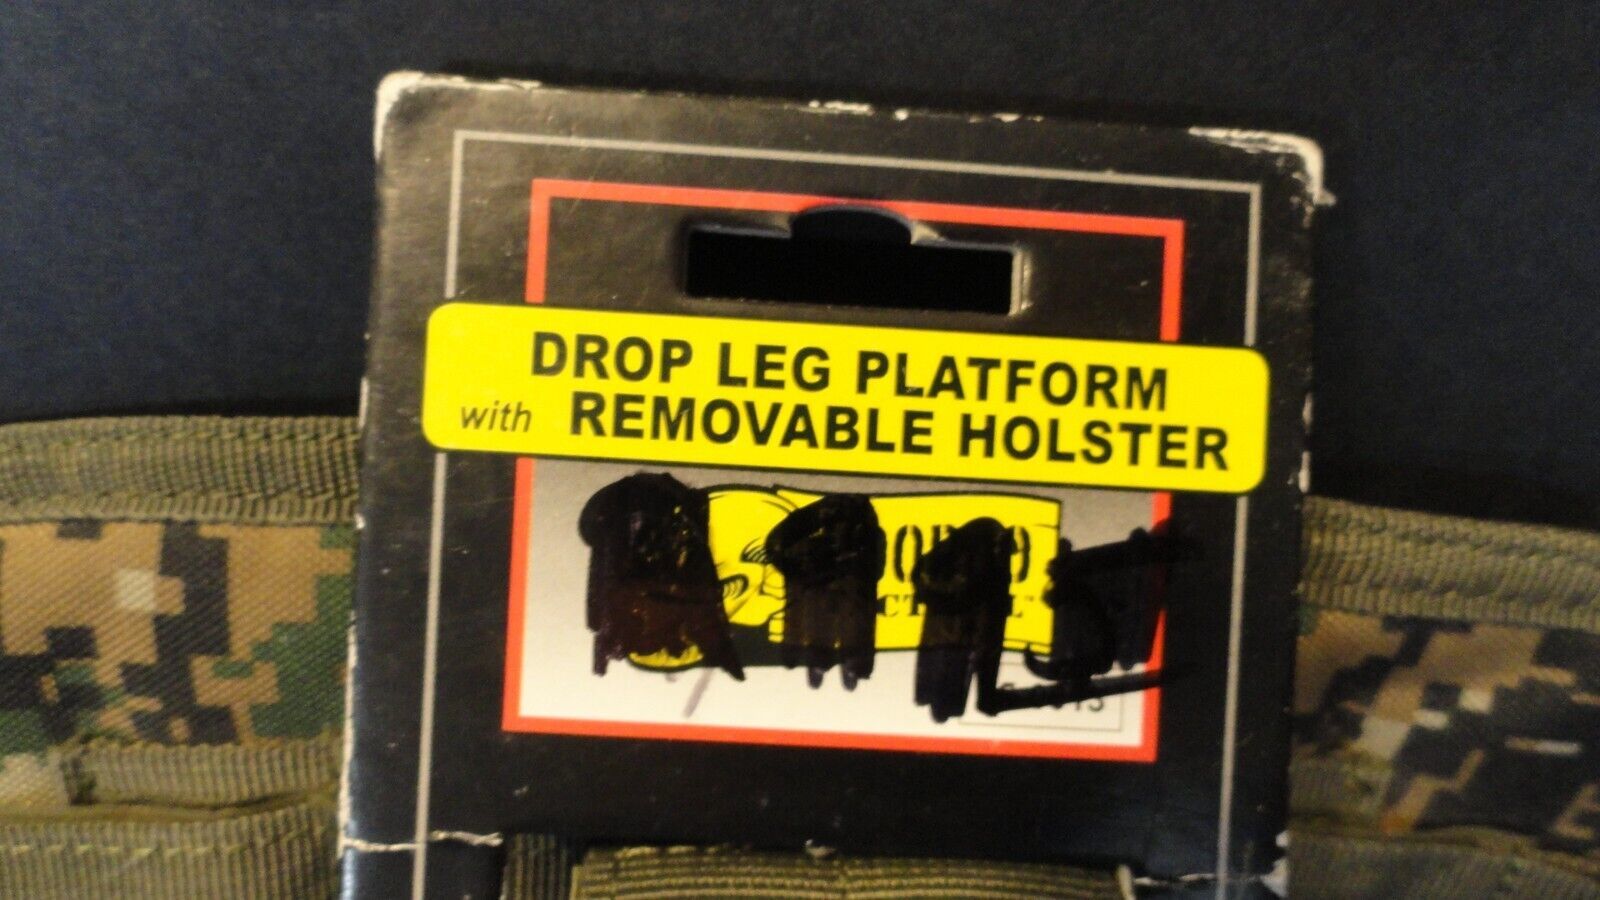 DROP LEG PLATFORM
with REMOVABLE HOLSTER